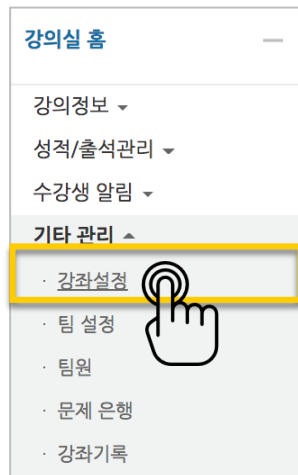 강의실 홈
강의정보
성적/출석관리
수강생 알림
기타 관리
· 강좌설정
· 팀 설정
· 팀원
· 문제 은행
· 강좌기록